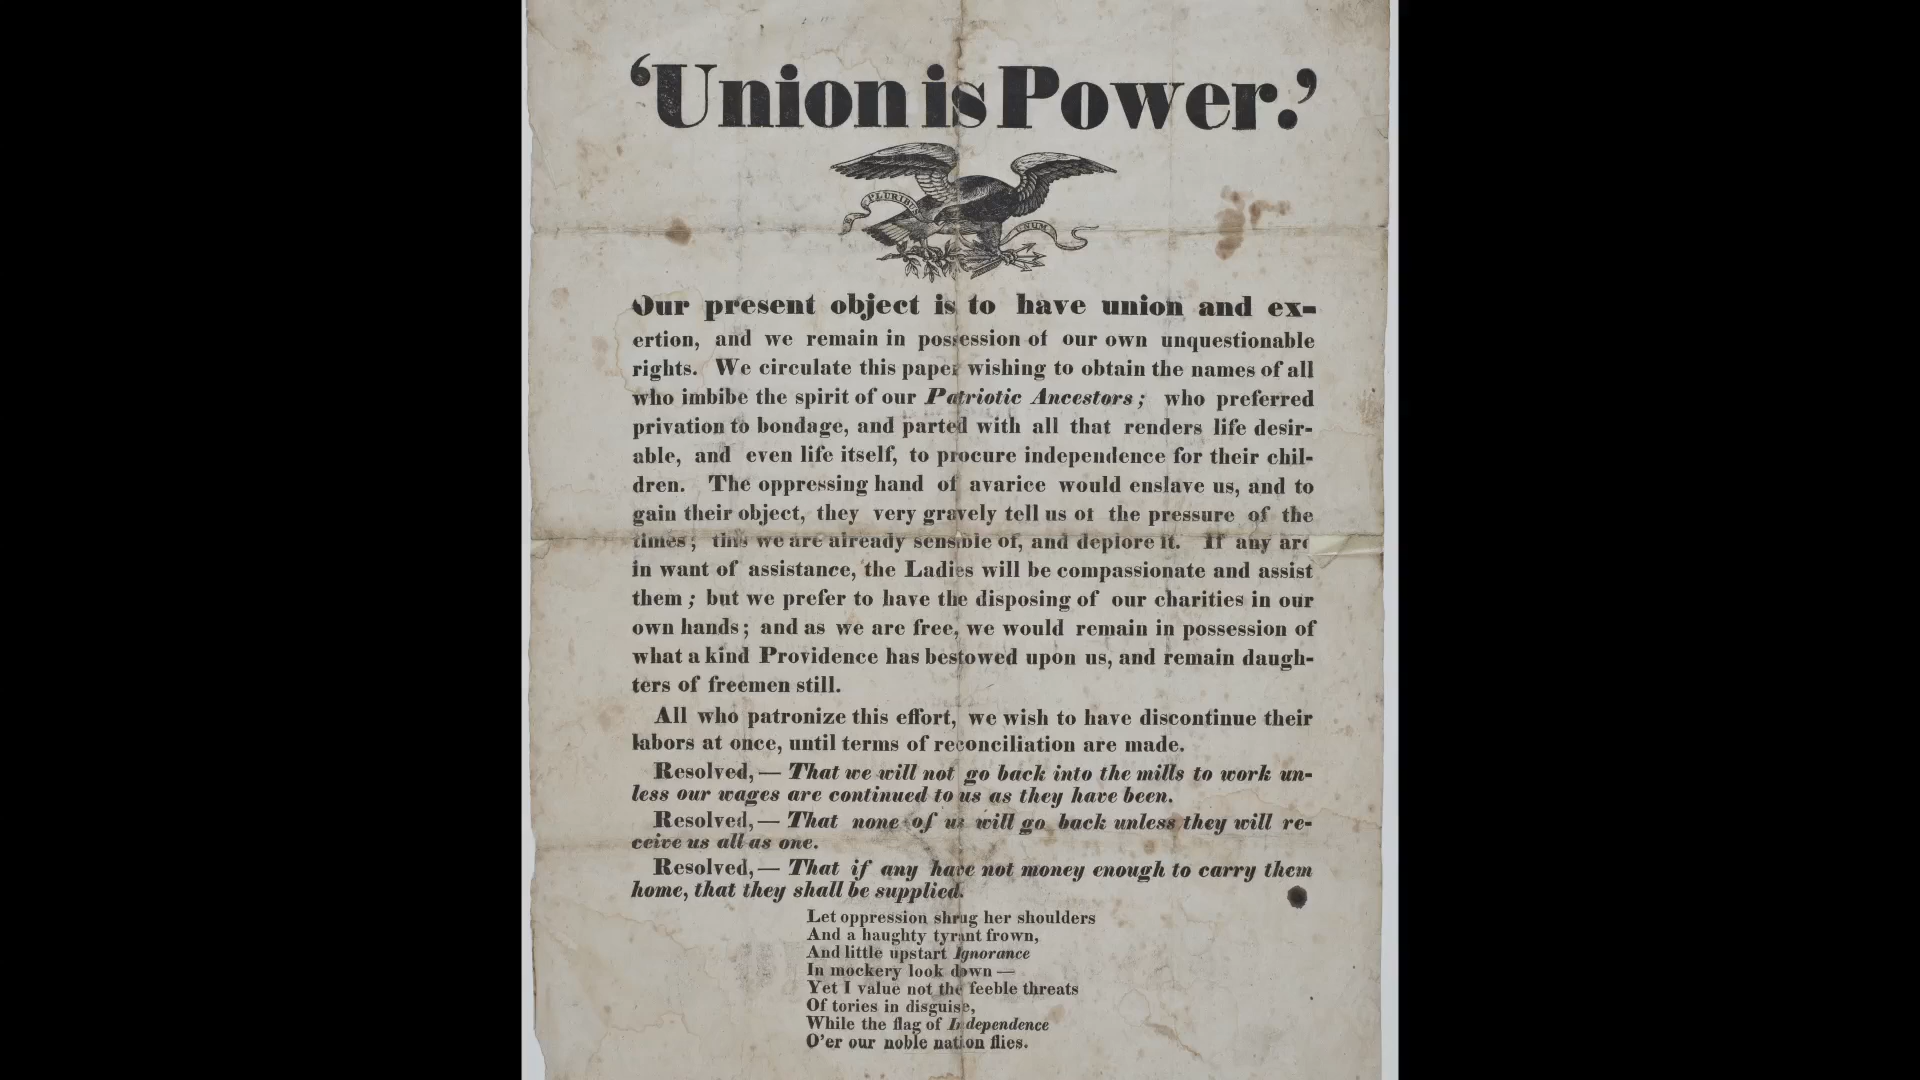 ‘Union is Power.’
E PLURIBUS
UNUM
Our present object is to have union and ex-
ertion, and we remain in possession of our own unquestionable
rights. We circulate this paper wishing to obtain the names of all
who imbibe the spirit of our Patriotic Ancestors; who preferred
privation to bondage, and parted with all that renders life desir-
able, and even life itself, to procure independence for their chil-
dren. The oppressing hand of avarice would enslave us, and to
gain their object, they very gravely tell us of the pressure of the
times; this we are already sensible of, and deplore it. If any are
in want of assistance, the Ladies will be compassionate and assist
them; but we prefer to have the disposing of our charities in our
own hands; and as we are free, we would remain in possession of
what a kind Providence has bestowed upon us, and remain daugh-
ters of freemen still.
All who patronize this effort, we wish to have discontinue their
labors at once, until terms of reconciliation are made.
Resolved,— That we will not go back into the mills to work un-
less our wages are continued to us as they have been.
Resolved,— That none of us will go back unless they will re-
ceive us all as one.
Resolved,— That if any have not money enough to carry them
home, that they shall be supplied.
Let oppression shrug her shoulders
And a haughty tyrant frown,
And little upstart Ignorance
In mockery look down —
Yet I value not the feeble threats
Of tories in disguise,
While the flag of Independence
O’er our noble nation flies.